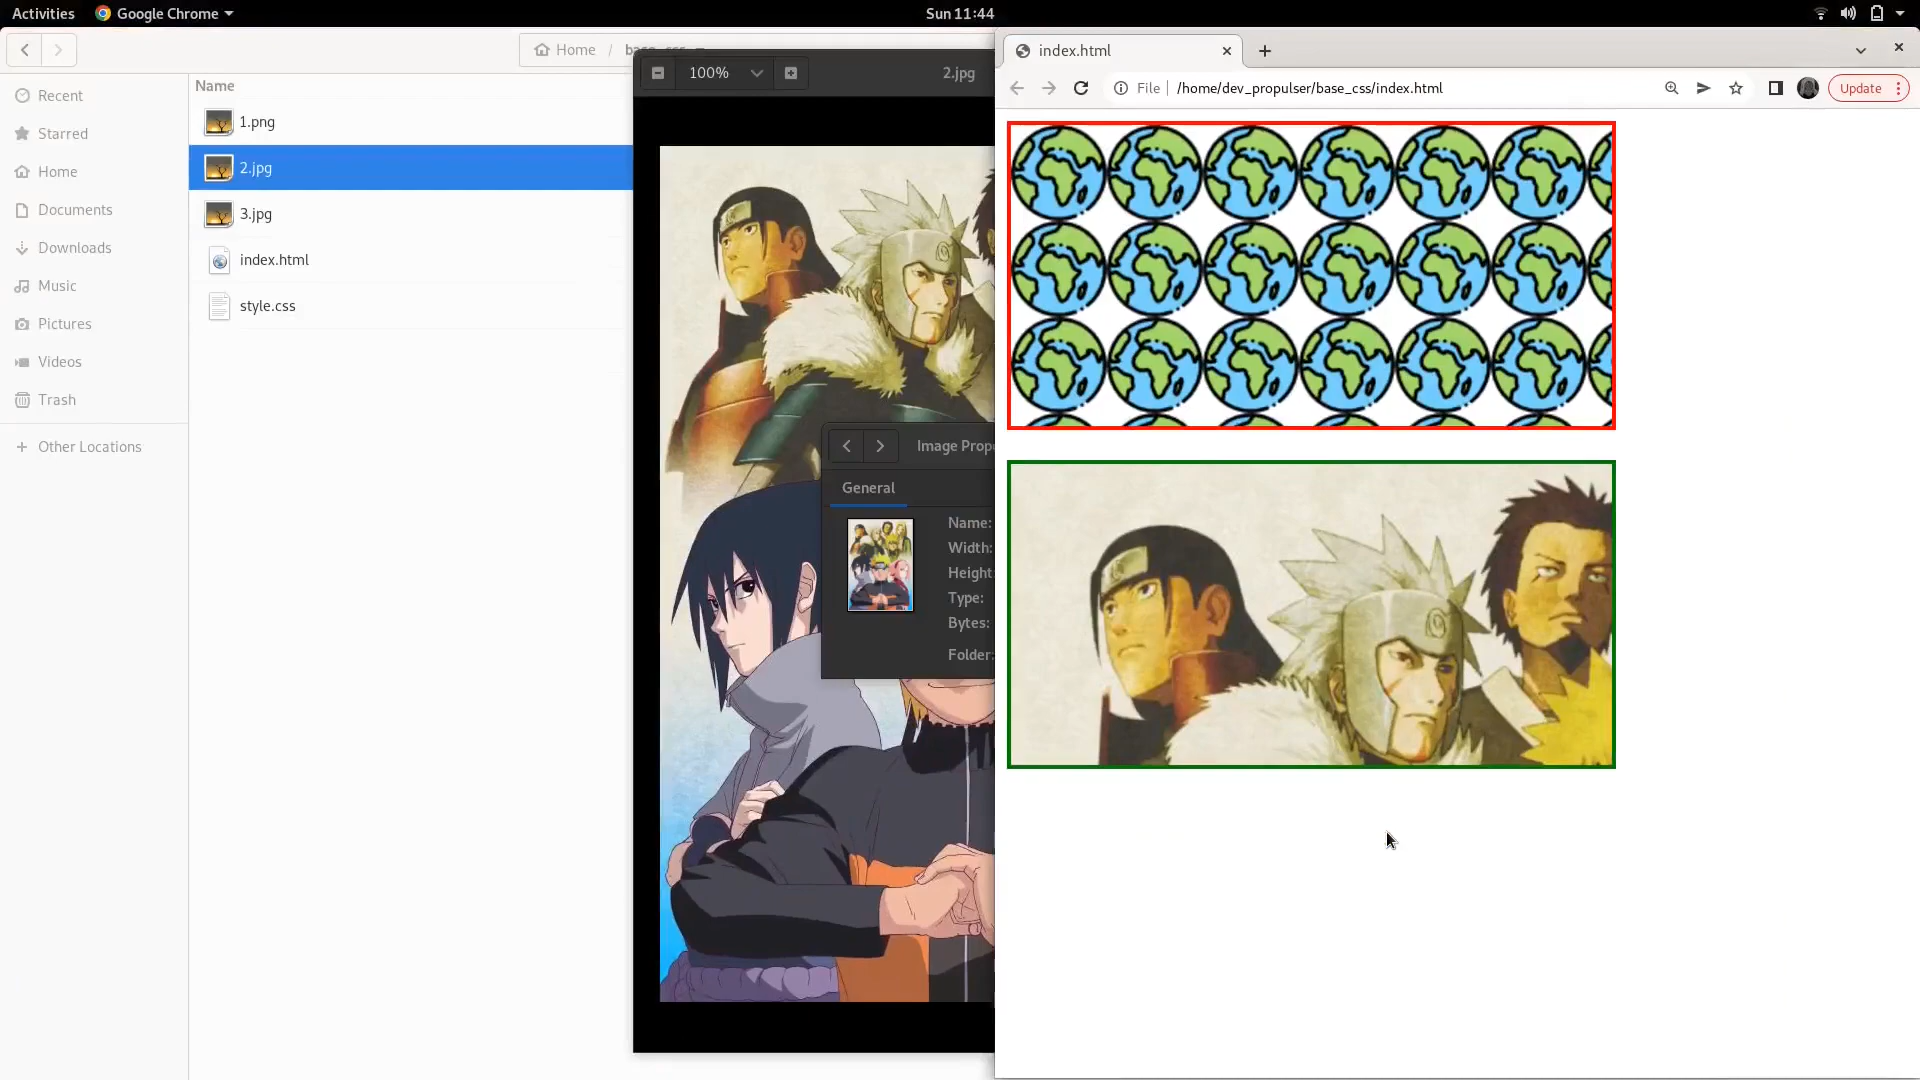 Activities Google Chrome Sun 11:44
Home / base_css
Name
Recent
Starred
Home
Documents
Downloads
Music
Pictures
Videos
Trash
+ Other Locations
1.png
2.jpg
3.jpg
index.html
style.css
100% 2.jpg
Image Prop
General
Name:
Width:
Height:
Type:
Bytes:
Folder:
index.html
File /home/dev_propulser/base_css/index.html Update